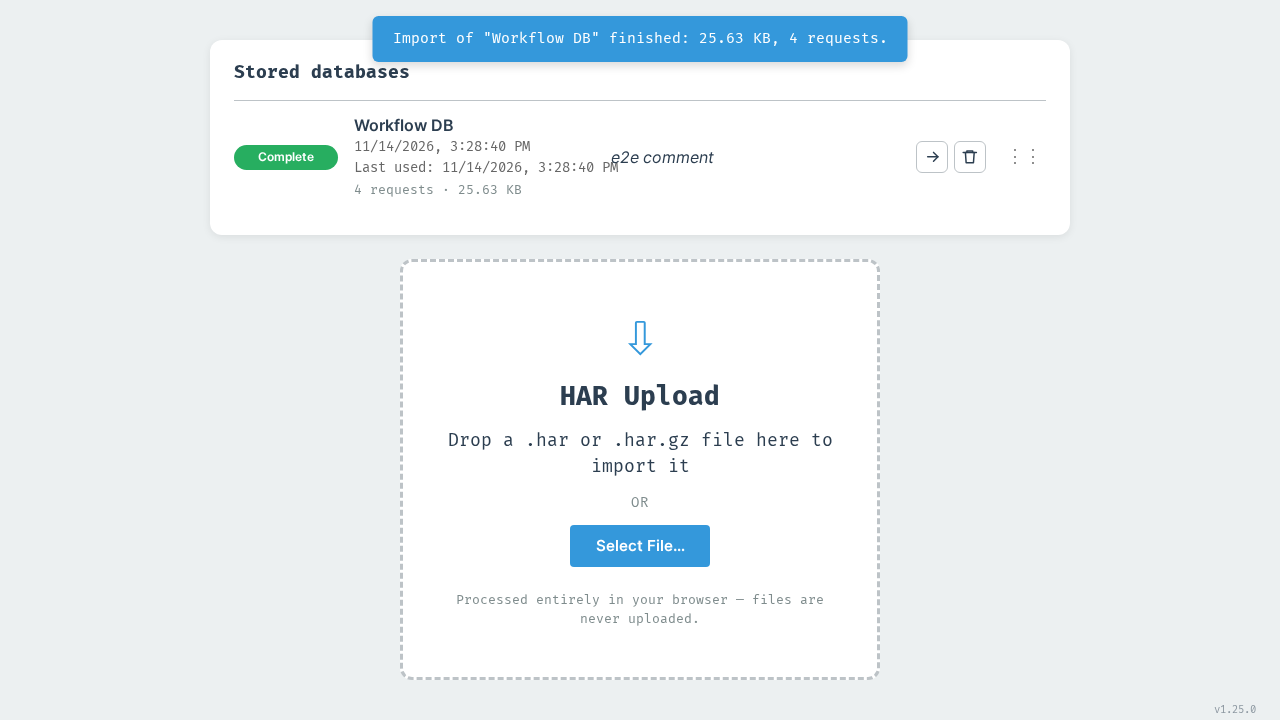 Import of "Workflow DB" finished: 25.63 KB, 4 requests.
Stored databases
Complete
Workflow DB
11/14/2026, 3:28:40 PM
Last used: 11/14/2026, 3:28:40 PM
4 requests · 25.63 KB
e2e comment
HAR Upload
Drop a .har or .har.gz file here to
import it
OR
Select File...
Processed entirely in your browser — files are
never uploaded.
v1.25.0